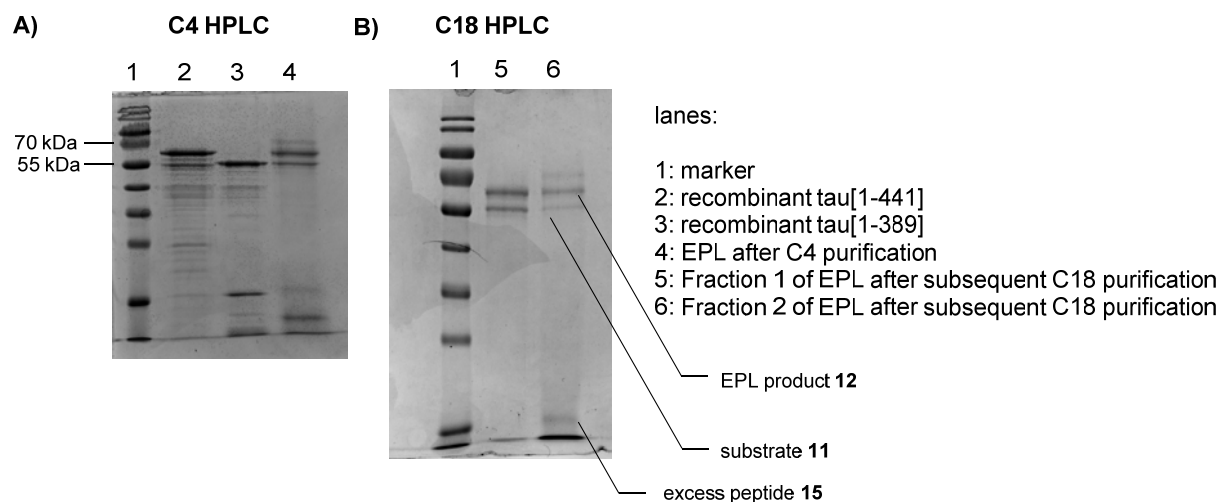 A) C4 HPLC
1 2 3 4
70 kDa
55 kDa
B) C18 HPLC
1 5 6
lanes:
1: marker
2: recombinant tau[1-441]
3: recombinant tau[1-389]
4: EPL after C4 purification
5: Fraction 1 of EPL after subsequent C18 purification
6: Fraction 2 of EPL after subsequent C18 purification
EPL product 12
substrate 11
excess peptide 15